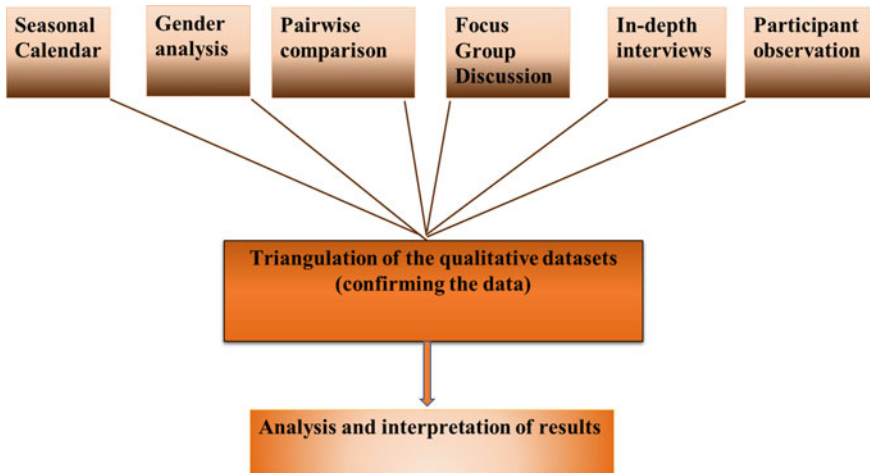 Seasonal
Calendar
Gender
analysis
Pairwise
comparison
Focus
Group
Discussion
In-depth
interviews
Participant
observation
Triangulation of the qualitative datasets
(confirming the data)
Analysis and interpretation of results